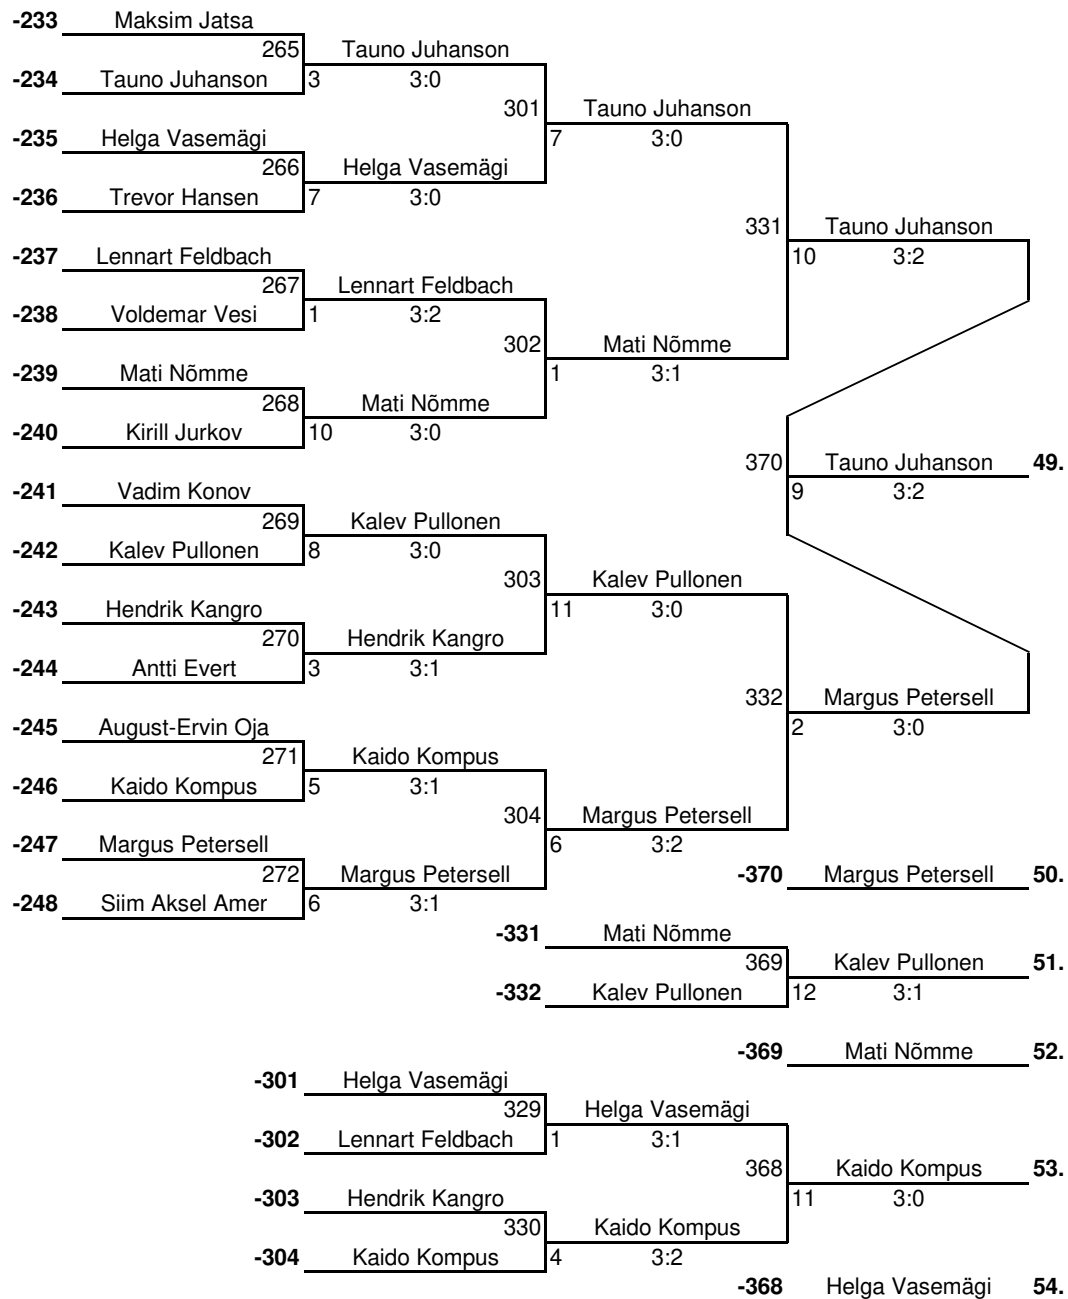 -233 Maksim Jatsa
265 Tauno Juhanson
-234 Tauno Juhanson 3 3:0
301 Tauno Juhanson
-235 Helga Vasemägi 7 3:0
266 Helga Vasemägi
-236 Trevor Hansen 7 3:0
331 Tauno Juhanson
-237 Lennart Feldbach 10 3:2
267 Lennart Feldbach
-238 Voldemar Vesi 1 3:2
302 Mati Nõmme
-239 Mati Nõmme 1 3:1
268 Mati Nõmme
-240 Kirill Jurkov 10 3:0
370 Tauno Juhanson 49.
-241 Vadim Konov 9 3:2
269 Kalev Pullonen
-242 Kalev Pullonen 8 3:0
303 Kalev Pullonen
-243 Hendrik Kangro 11 3:0
270 Hendrik Kangro
-244 Antti Evert 3 3:1
332 Margus Petersell
-245 August-Ervin Oja 2 3:0
271 Kaido Kompus
-246 Kaido Kompus 5 3:1
304 Margus Petersell
-247 Margus Petersell 6 3:2
272 Margus Petersell -370 Margus Petersell 50.
-248 Siim Aksel Amer 6 3:1
-331 Mati Nõmme
369 Kalev Pullonen 51.
-332 Kalev Pullonen 12 3:1
-369 Mati Nõmme 52.
-301 Helga Vasemägi
329 Helga Vasemägi
-302 Lennart Feldbach 1 3:1
368 Kaido Kompus 53.
-303 Hendrik Kangro 11 3:0
330 Kaido Kompus
-304 Kaido Kompus 4 3:2
-368 Helga Vasemägi 54.